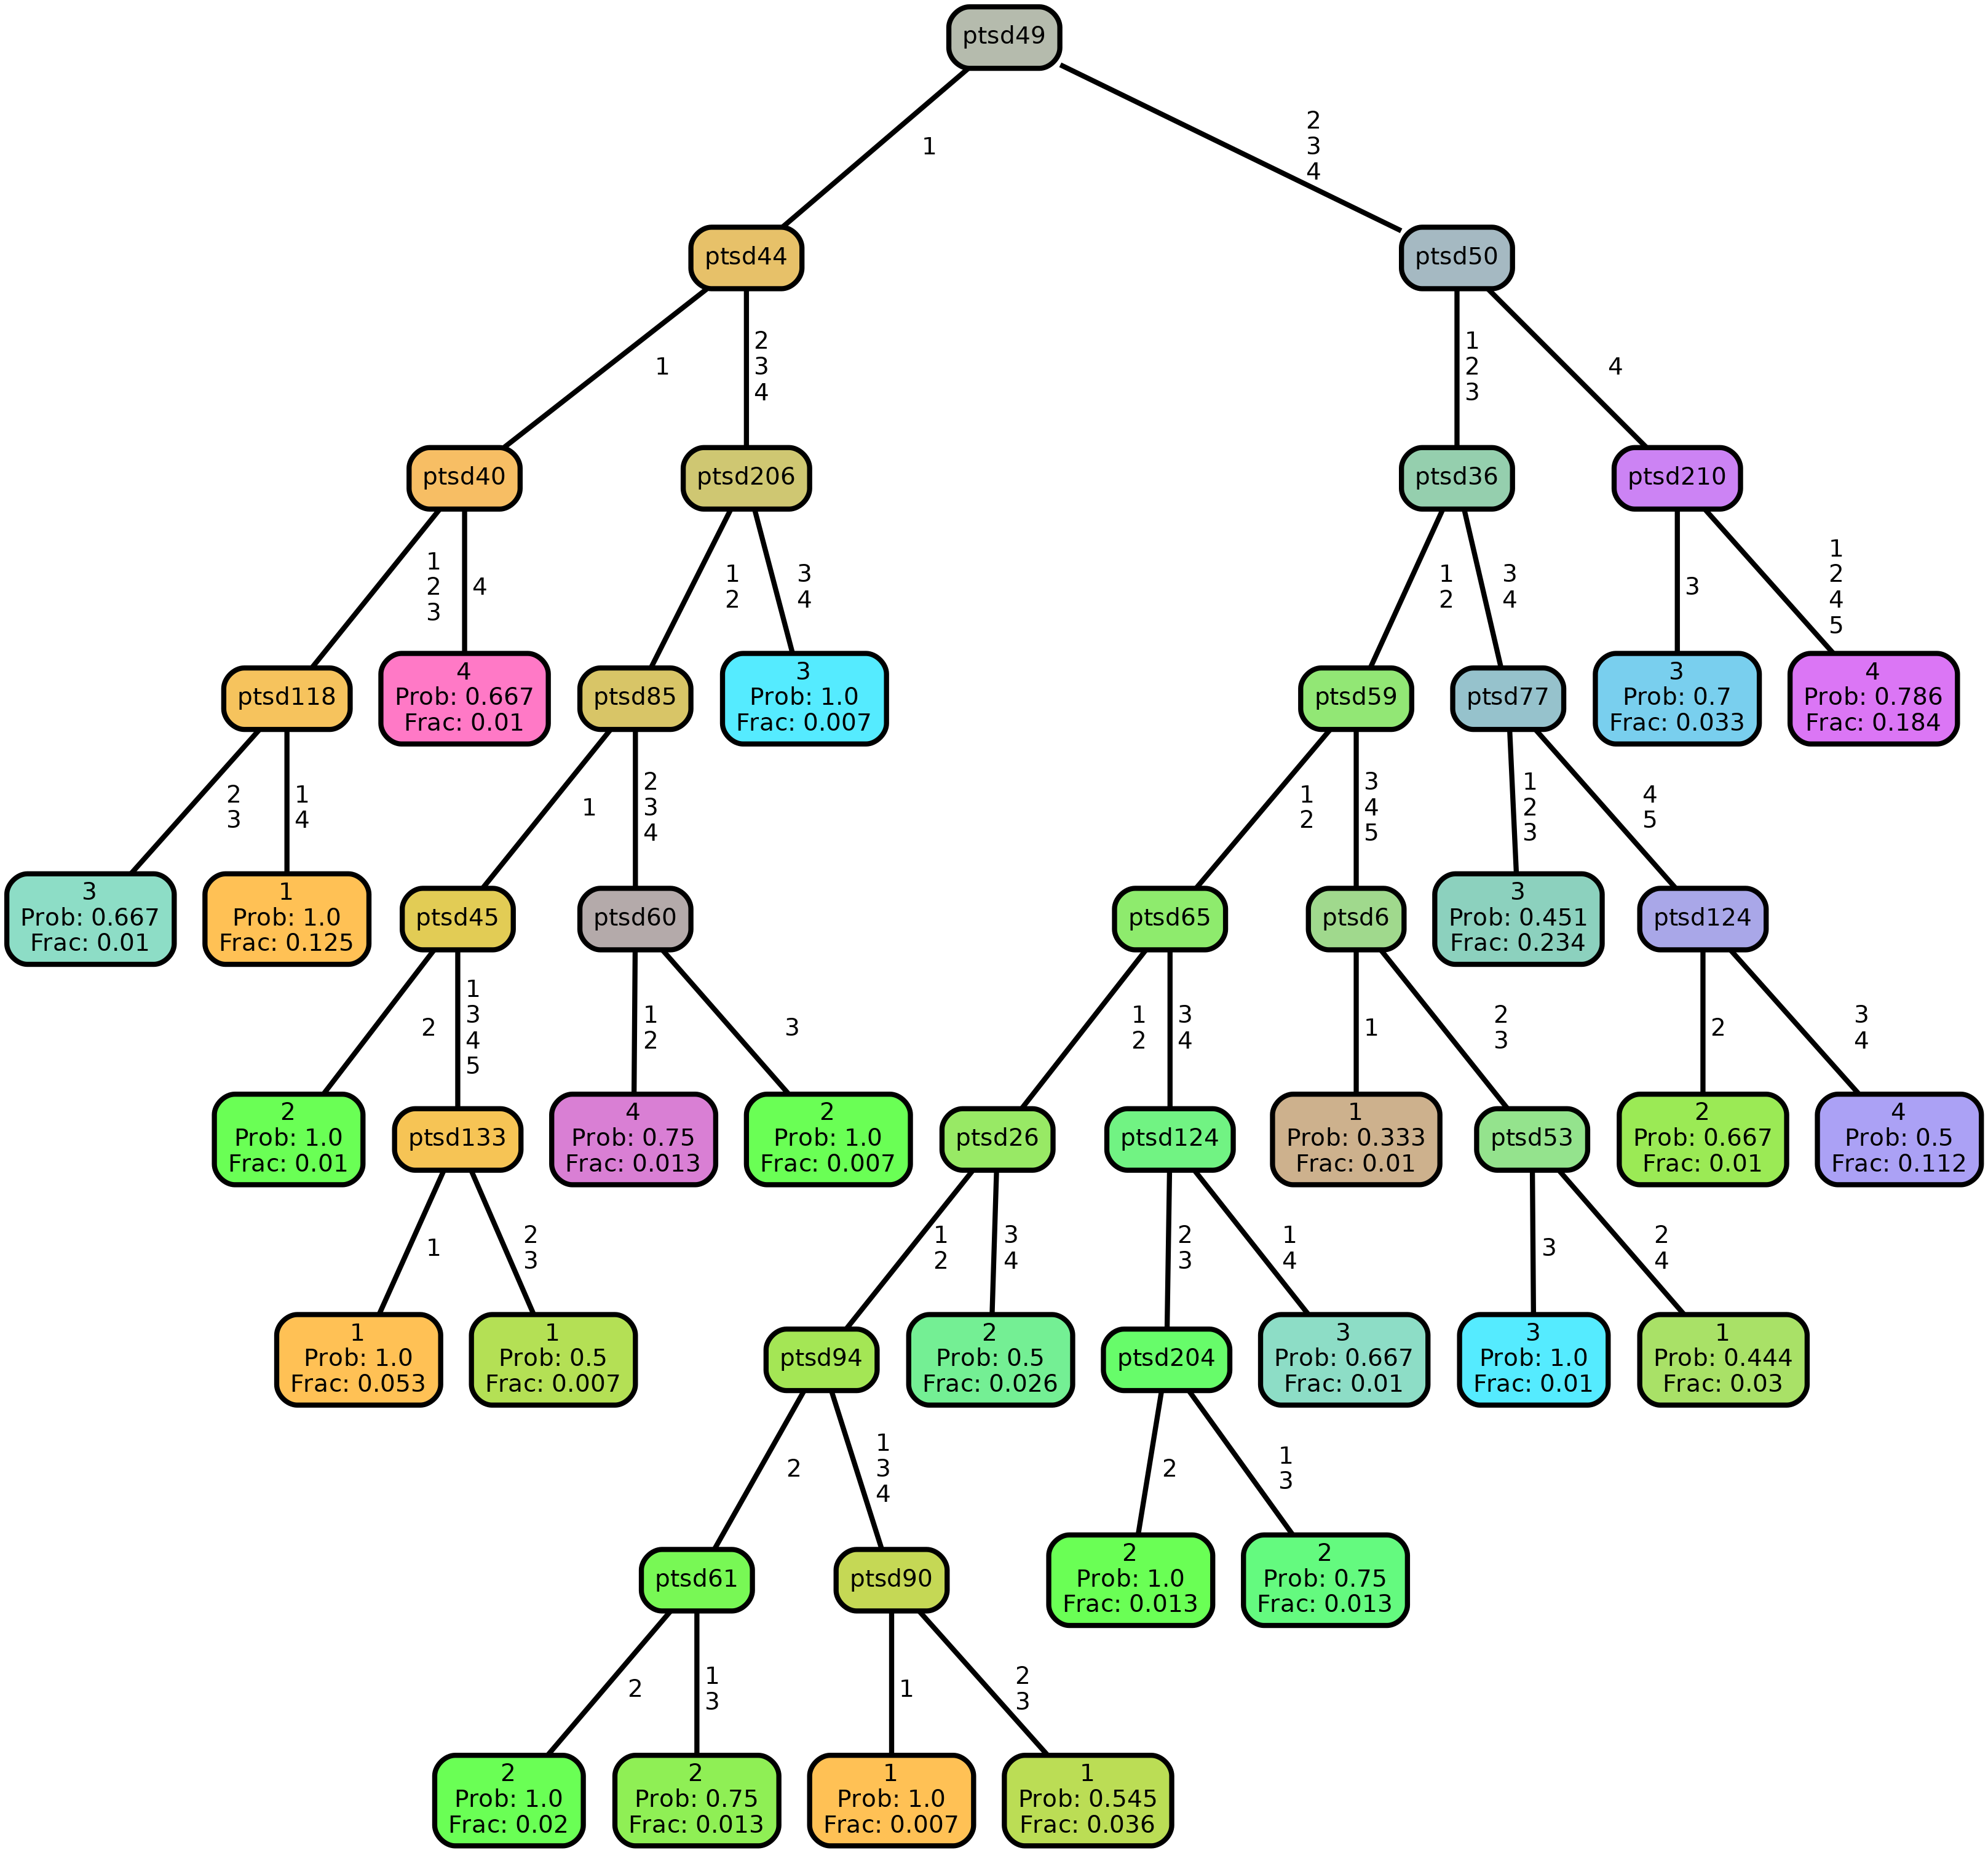 ptsd49
1
2
3
4
ptsd44
ptsd50
1
2
3
4
1
2
3
4
ptsd40
ptsd206
ptsd36
ptsd210
1
2
3
4
1
2
3
4
1
2
3
4
3
1
2
4
5
ptsd118
4
Prob: 0.667
Frac: 0.01
ptsd85
3
Prob: 1.0
Frac: 0.007
ptsd59
ptsd77
3
Prob: 0.7
Frac: 0.033
4
Prob: 0.786
Frac: 0.184
2
3
1
4
1
2
3
4
1
2
3
4
5
1
2
3
4
5
3
Prob: 0.667
Frac: 0.01
1
Prob: 1.0
Frac: 0.125
ptsd45
ptsd60
ptsd65
ptsd6
3
Prob: 0.451
Frac: 0.234
ptsd124
2
1
3
4
5
1
2
3
1
2
3
4
1
2
3
2
3
4
2
Prob: 1.0
Frac: 0.01
ptsd133
4
Prob: 0.75
Frac: 0.013
2
Prob: 1.0
Frac: 0.007
ptsd26
ptsd124
1
Prob: 0.333
Frac: 0.01
ptsd53
2
Prob: 0.667
Frac: 0.01
4
Prob: 0.5
Frac: 0.112
1
2
3
1
2
3
4
2
3
1
4
3
2
4
1
Prob: 1.0
Frac: 0.053
1
Prob: 0.5
Frac: 0.007
ptsd94
2
Prob: 0.5
Frac: 0.026
ptsd204
3
Prob: 0.667
Frac: 0.01
3
Prob: 1.0
Frac: 0.01
1
Prob: 0.444
Frac: 0.03
2
1
3
4
2
1
3
ptsd61
ptsd90
2
Prob: 1.0
Frac: 0.013
2
Prob: 0.75
Frac: 0.013
2
1
3
1
2
3
2
Prob: 1.0
Frac: 0.02
2
Prob: 0.75
Frac: 0.013
1
Prob: 1.0
Frac: 0.007
1
Prob: 0.545
Frac: 0.036